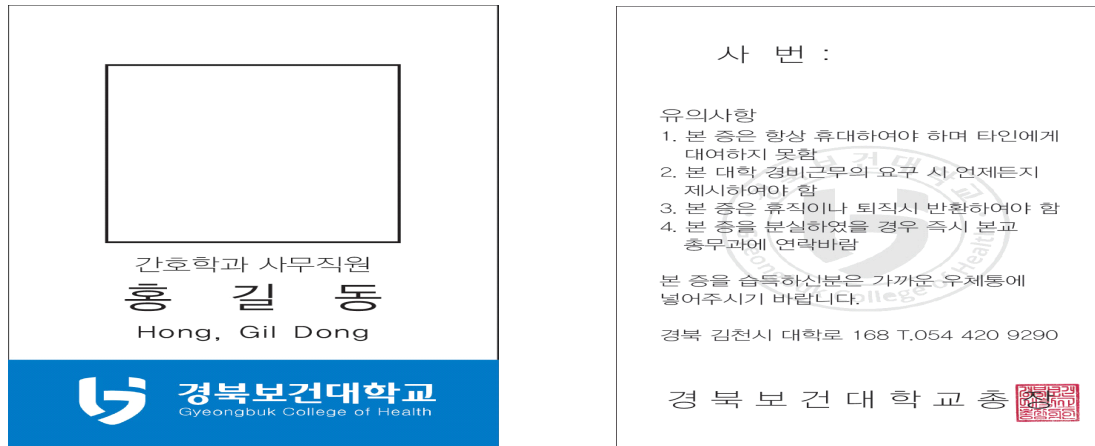 간호학과 사무직원
홍 길 동
Hong, Gil Dong
경북보건대학교
Gyeongbuk College of Health
사 번 :
유의사항
1. 본 증은 항상 휴대하여야 하며 타인에게
대여하지 못함
2. 본 대학 경비근무의 요구 시 언제든지
제시하여야 함
3. 본 증은 휴직이나 퇴직시 반환하여야 함
4. 본 증을 분실하였을 경우 즉시 본교
총무과에 연락바람
본 증을 습득하신분은 가까운 우체통에
넣어주시기 바랍니다.
경북 김천시 대학로 168 T.054 420 9290
경 북 보 건 대 학 교 총 장